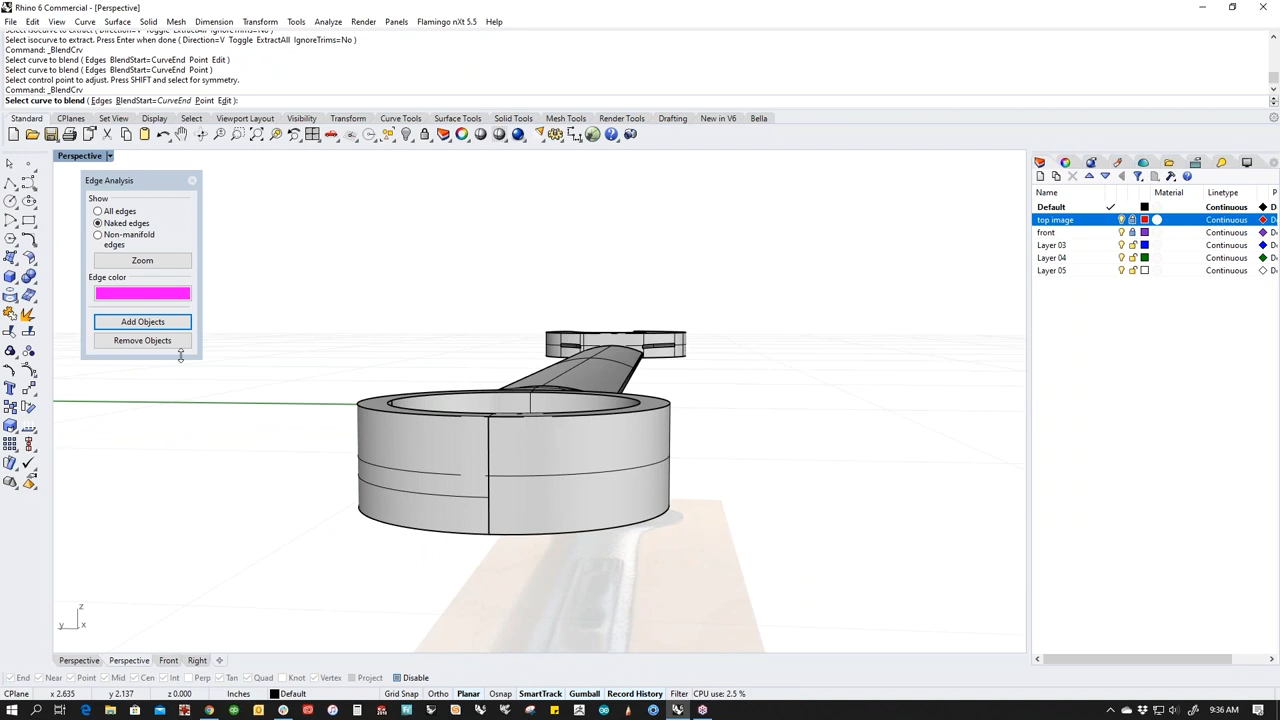 Rhino 6 Commercial - [Perspective]
File Edit View Curve Surface Solid Mesh Dimension Transform Tools Analyze Render Panels Flamingo nXt 5.5 Help
Select isocurve to extract. Press Enter when done ( Direction=V Toggle ExtractAll IgnoreTrims=No )
Command: _BlendCrv
Select curve to blend ( Edges BlendStart=CurveEnd Point Edit )
Select curve to blend ( Edges BlendStart=CurveEnd Point )
Select control point to adjust. Press SHIFT and select for symmetry.
Command: _BlendCrv
Select curve to blend ( Edges BlendStart=CurveEnd Point Edit ):
Standard CPlanes Set View Display Select Viewport Layout Visibility Transform Curve Tools Surface Tools Solid Tools Mesh Tools Render Tools Drafting New in V6 Bella
Perspective
Edge Analysis
Show
All edges
Naked edges
Non-manifold
edges
Zoom
Edge color
Add Objects
Remove Objects
Name Material Linetype P
Default Continuous D
top image Continuous D
front Continuous D
Layer 03 Continuous D
Layer 04 Continuous D
Layer 05 Continuous D
z
y x
Perspective Perspective Front Right
End Near Point Mid Cen Int Perp Tan Quad Knot Vertex Project Disable
CPlane x 2.635 y 2.137 z 0.000 Inches Default Grid Snap Ortho Planar Osnap SmartTrack Gumball Record History Filter CPU use: 2.5 %
9:36 AM